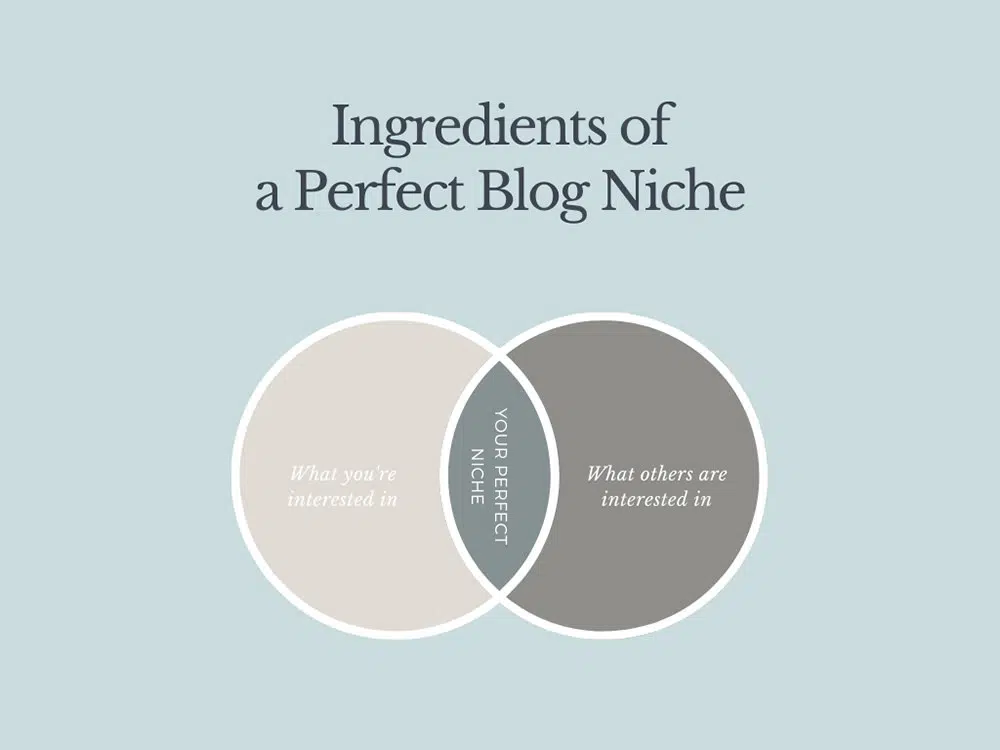 Ingredients of
a Perfect Blog Niche
What you're
interested in
YOUR PERFECT
NICHE
What others are
interested in